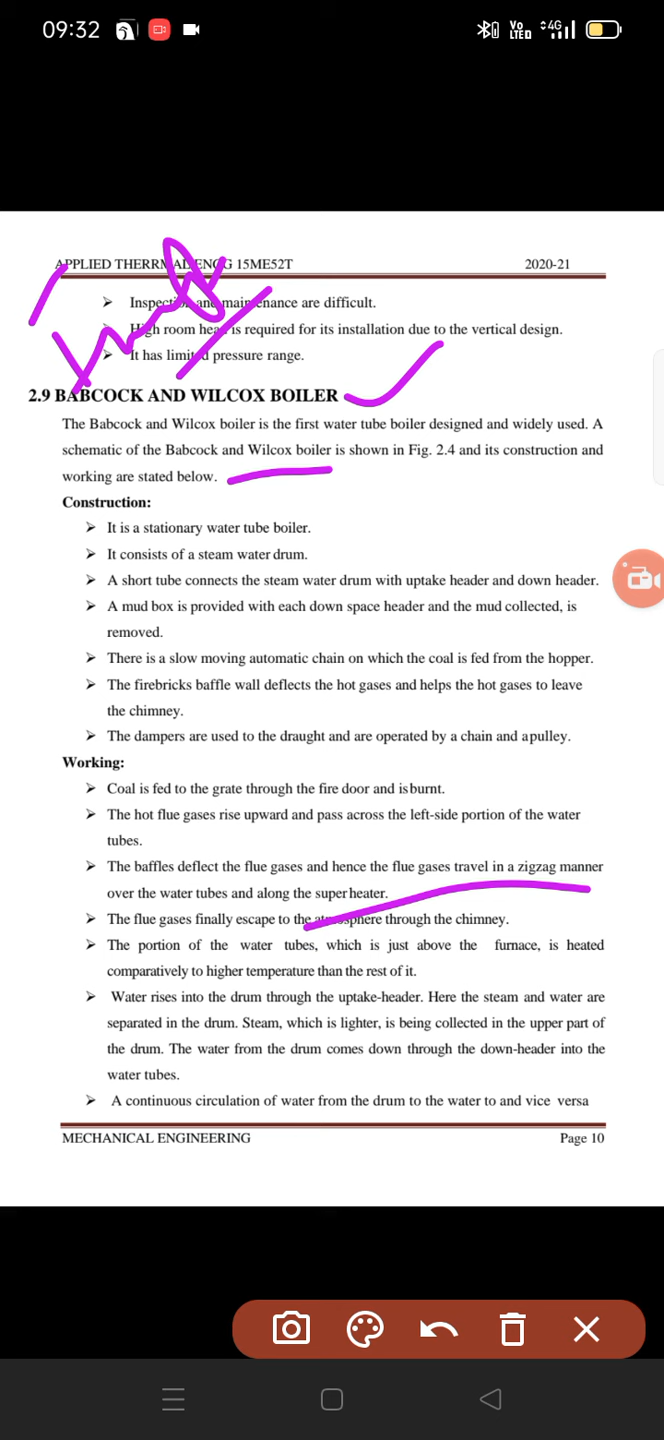 09:32
Vo LTED 4G
APPLIED THERRMAL ENGG 15ME52T 2020-21
➢ Inspection and maintenance are difficult.
➢ High room head is required for its installation due to the vertical design.
➢ It has limited pressure range.
2.9 BABCOCK AND WILCOX BOILER
The Babcock and Wilcox boiler is the first water tube boiler designed and widely used. A
schematic of the Babcock and Wilcox boiler is shown in Fig. 2.4 and its construction and
working are stated below.
Construction:
➢ It is a stationary water tube boiler.
➢ It consists of a steam water drum.
➢ A short tube connects the steam water drum with uptake header and down header.
➢ A mud box is provided with each down space header and the mud collected, is
removed.
➢ There is a slow moving automatic chain on which the coal is fed from the hopper.
➢ The firebricks baffle wall deflects the hot gases and helps the hot gases to leave
the chimney.
➢ The dampers are used to the draught and are operated by a chain and apulley.
Working:
➢ Coal is fed to the grate through the fire door and isburnt.
➢ The hot flue gases rise upward and pass across the left-side portion of the water
tubes.
➢ The baffles deflect the flue gases and hence the flue gases travel in a zigzag manner
over the water tubes and along the superheater.
➢ The flue gases finally escape to the atmosphere through the chimney.
➢ The portion of the water tubes, which is just above the furnace, is heated
comparatively to higher temperature than the rest of it.
➢ Water rises into the drum through the uptake-header. Here the steam and water are
separated in the drum. Steam, which is lighter, is being collected in the upper part of
the drum. The water from the drum comes down through the down-header into the
water tubes.
➢ A continuous circulation of water from the drum to the water to and vice versa
MECHANICAL ENGINEERING Page 10